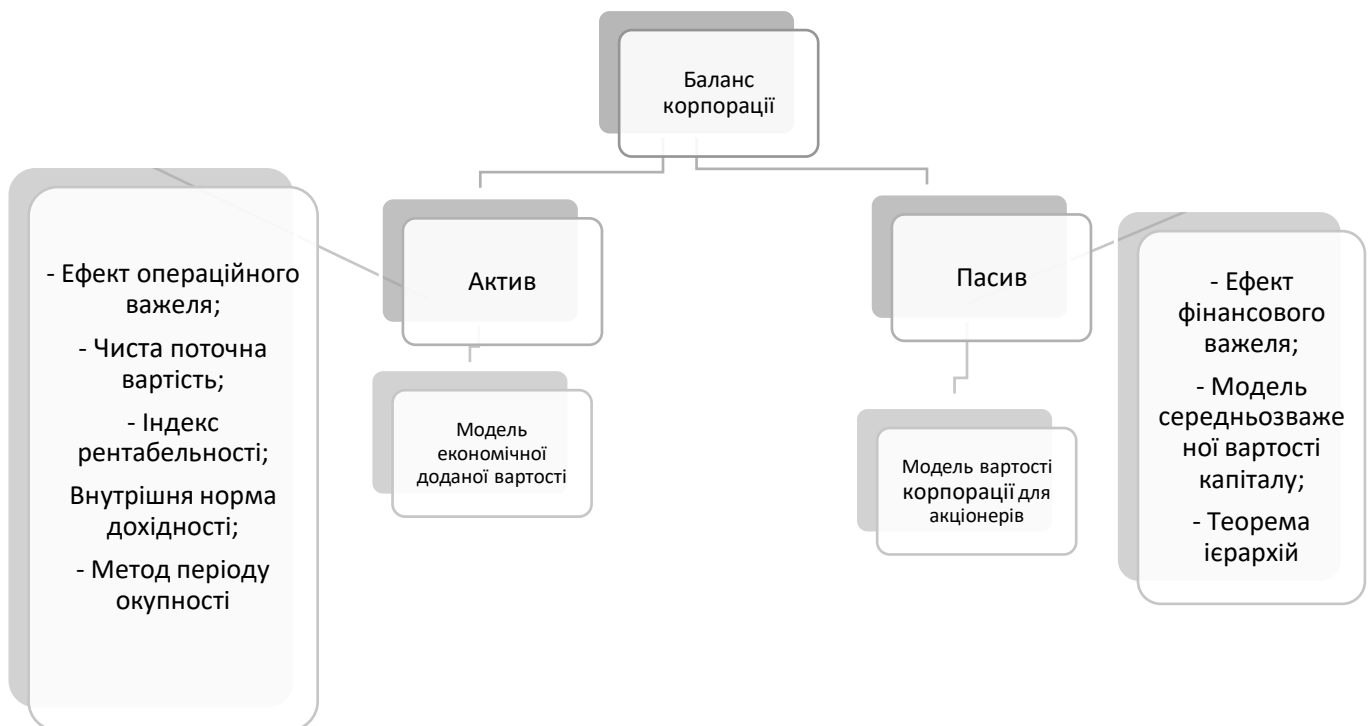 Баланс
корпорації
Актив
Пасив
- Ефект операційного
важеля;
- Чиста поточна
вартість;
- Індекс
рентабельності;
Внутрішня норма
дохідності;
- Метод періоду
окупності
Модель
економічної
доданої вартості
Модель вартості
корпорації для
акціонерів
- Ефект
фінансового
важеля;
- Модель
середньозваже
ної вартості
капіталу;
- Теорема
ієрархій